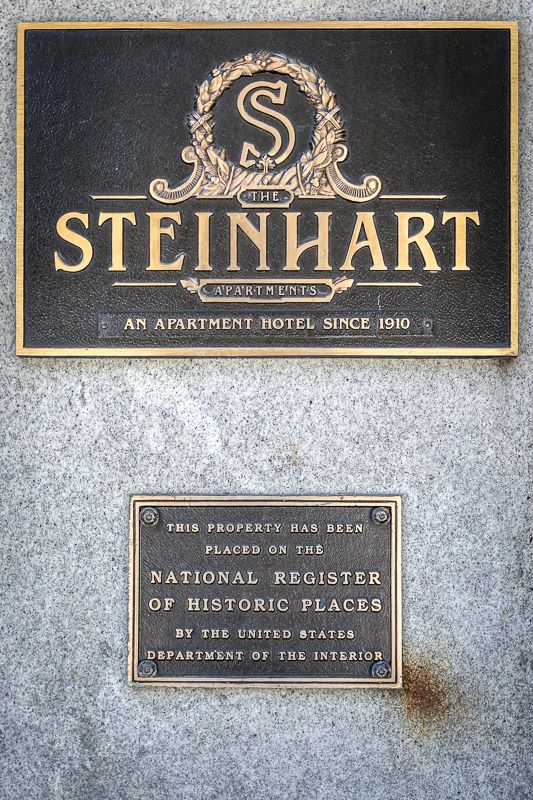 S
THE
STEINHART
APARTMENTS
AN APARTMENT HOTEL SINCE 1910
THIS PROPERTY HAS BEEN
PLACED ON THE
NATIONAL REGISTER
OF HISTORIC PLACES
BY THE UNITED STATES
DEPARTMENT OF THE INTERIOR